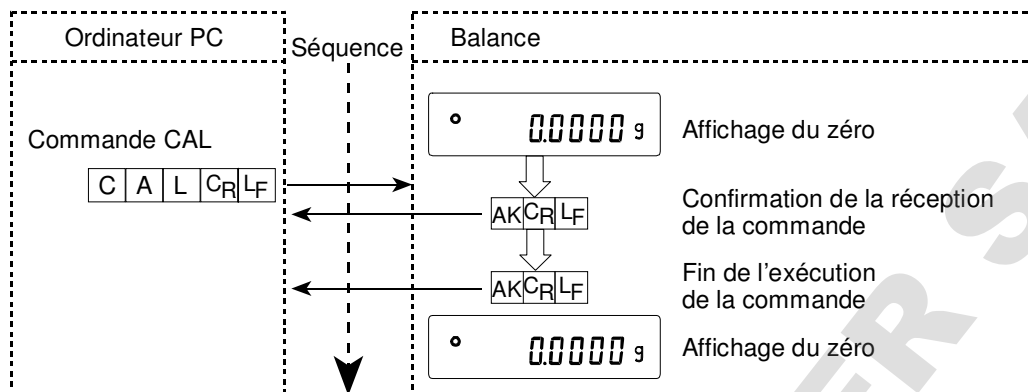 Ordinateur PC
Séquence
Balance
0.0000 g
Affichage du zéro
Commande CAL
C A L CR LF
AK CR LF
Confirmation de la réception
de la commande
AK CR LF
Fin de l'exécution
de la commande
0.0000 g
Affichage du zéro